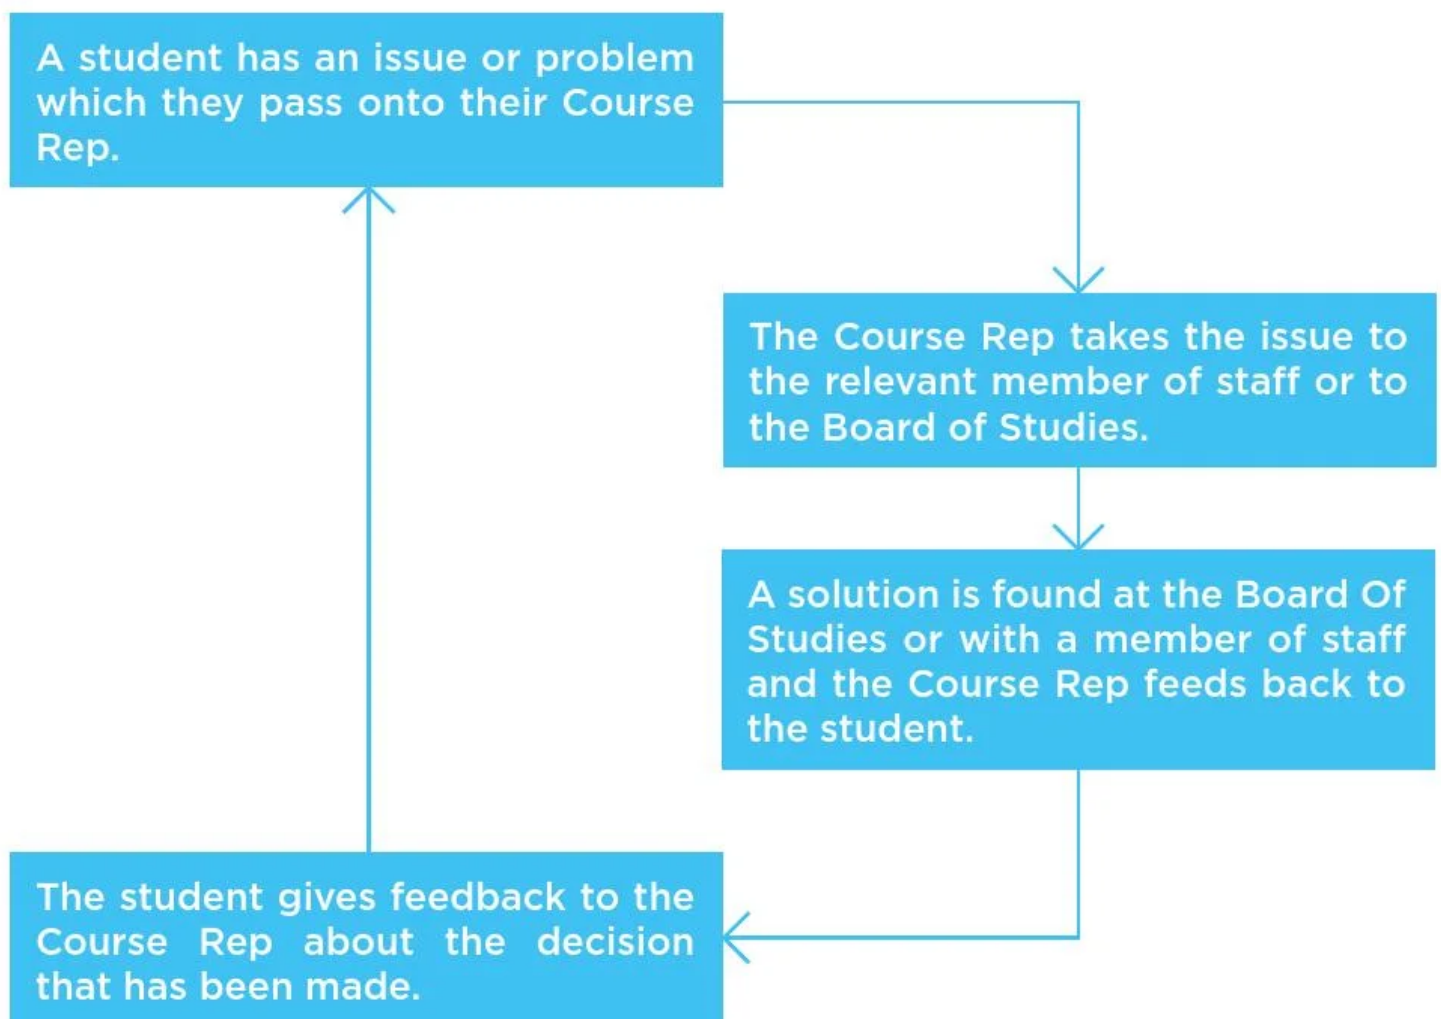 A student has an issue or problem
which they pass onto their Course
Rep.
The Course Rep takes the issue to
the relevant member of staff or to
the Board of Studies.
A solution is found at the Board Of
Studies or with a member of staff
and the Course Rep feeds back to
the student.
The student gives feedback to the
Course Rep about the decision
that has been made.